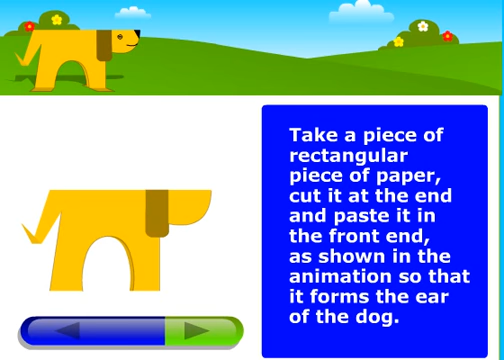 Take a piece of
rectangular
piece of paper,
cut it at the end
and paste it in
the front end,
as shown in the
animation so that
it forms the ear
of the dog.